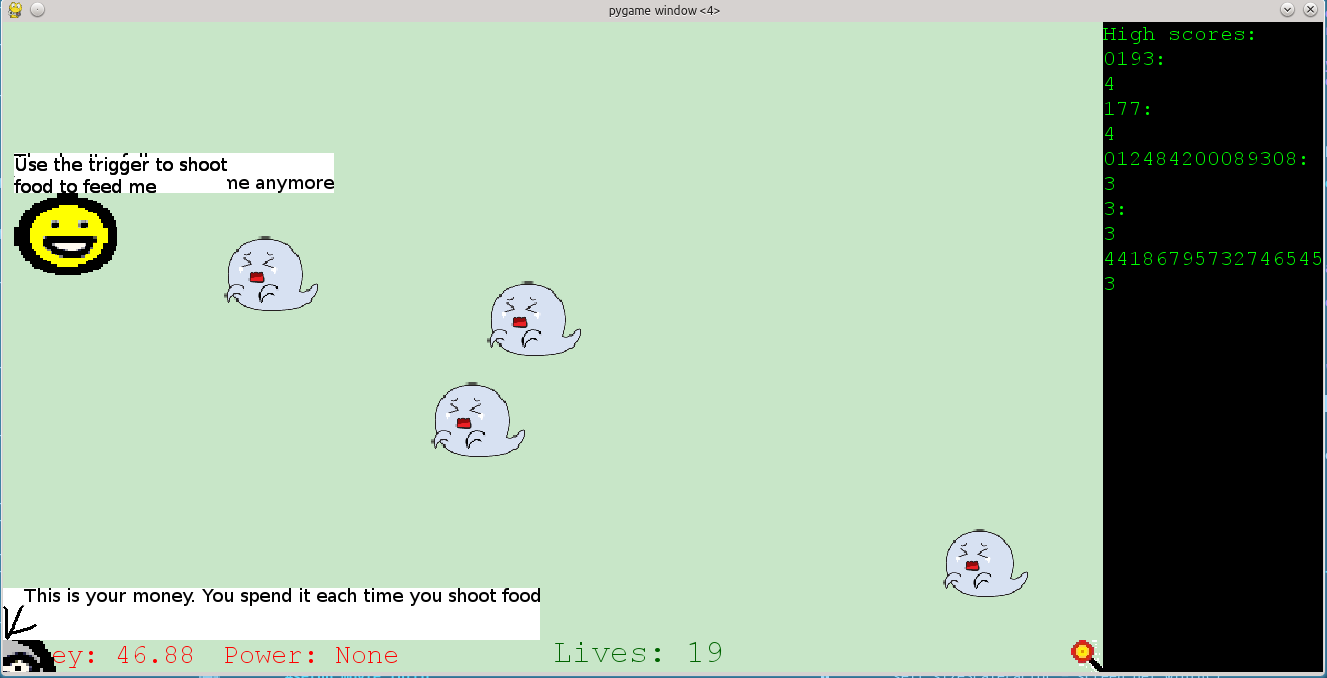 pygame window <4>
High scores:
0193:
4
177:
4
012484200089308:
3
3:
3
44186795732746545
3
Use the trigger to shoot
food to feed me
me anymore
This is your money. You spend it each time you shoot food
ey: 46.88 Power: None
Lives: 19